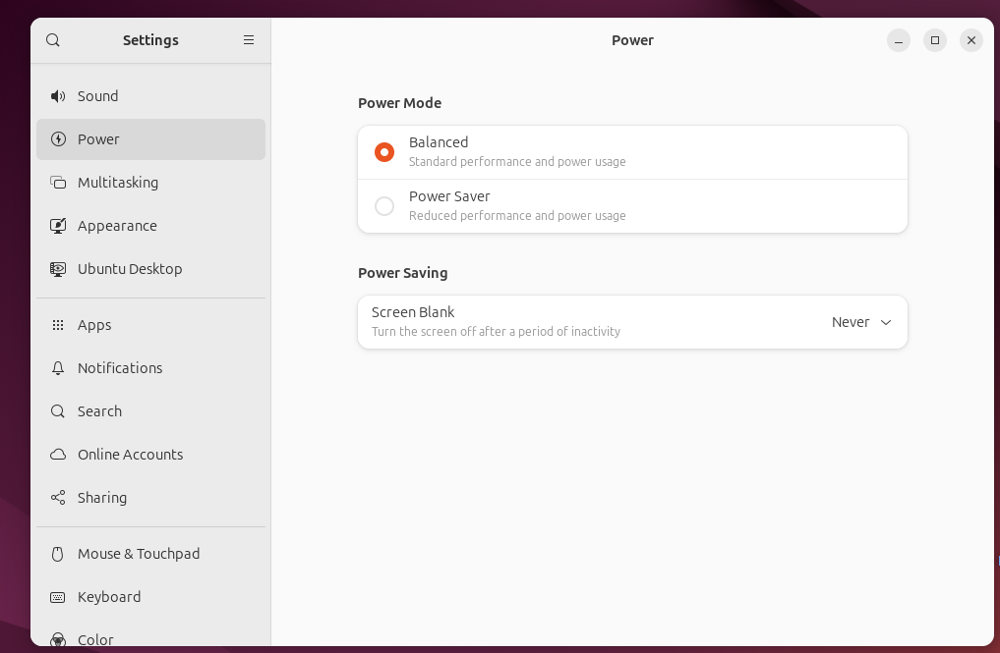 Settings
Sound
Power
Multitasking
Appearance
Ubuntu Desktop
Apps
Notifications
Search
Online Accounts
Sharing
Mouse & Touchpad
Keyboard
Color
Power
Power Mode
Balanced
Standard performance and power usage
Power Saver
Reduced performance and power usage
Power Saving
Screen Blank
Turn the screen off after a period of inactivity
Never